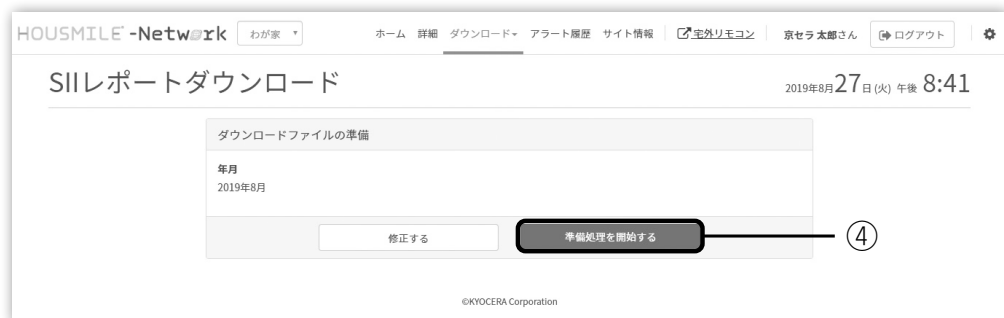 HOUSMILE -Network わが家 ▼ ホーム 詳細 ダウンロード▾ アラート履歴 サイト情報 宅外リモコン 京セラ 太郎さん ログアウト
SIIレポートダウンロード 2019年8月27日(火) 午後 8:41
ダウンロードファイルの準備
年月
2019年8月
修正する 準備処理を開始する ④
©KYOCERA Corporation